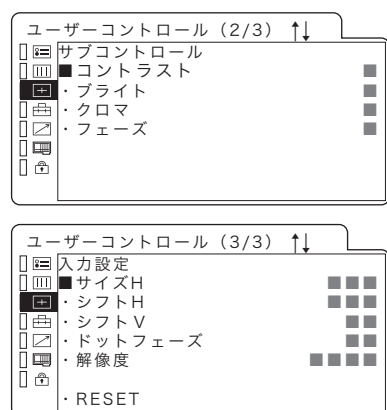 ユーザーコントロール (2/3) ↑↓
サブコントロール
■コントラスト ■
・ブライト ■
・クロマ ■
・フェーズ ■
ユーザーコントロール (3/3) ↑↓
入力設定
■サイズH ■■■
・シフトH ■■■
・シフトV ■■
・ドットフェーズ ■■
・解像度 ■■■■
・RESET